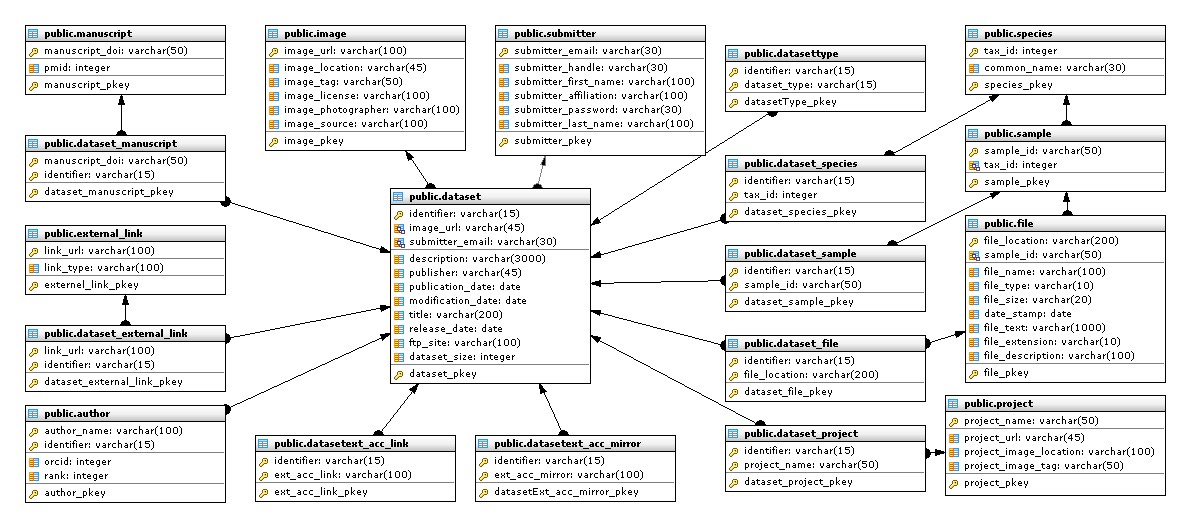 public.manuscript
manuscript_doi: varchar(50)
pmid: integer
manuscript_pkey
public.dataset_manuscript
manuscript_doi: varchar(50)
identifier: varchar(15)
dataset_manuscript_pkey
public.external_link
link_url: varchar(100)
link_type: varchar(100)
externel_link_pkey
public.dataset_external_link
link_url: varchar(100)
identifier: varchar(15)
dataset_external_link_pkey
public.author
author_name: varchar(100)
identifier: varchar(15)
orcid: integer
rank: integer
author_pkey
public.image
image_url: varchar(100)
image_location: varchar(45)
image_tag: varchar(50)
image_license: varchar(100)
image_photographer: varchar(100)
image_source: varchar(100)
image_pkey
public.submitter
submitter_email: varchar(30)
submitter_handle: varchar(30)
submitter_first_name: varchar(100)
submitter_affiliation: varchar(100)
submitter_password: varchar(30)
submitter_last_name: varchar(100)
submitter_pkey
public.dataset
identifier: varchar(15)
image_url: varchar(45)
submitter_email: varchar(30)
description: varchar(3000)
publisher: varchar(45)
publication_date: date
modification_date: date
title: varchar(200)
release_date: date
ftp_site: varchar(100)
dataset_size: integer
dataset_pkey
public.datasetext_acc_link
identifier: varchar(15)
ext_acc_link: varchar(100)
ext_acc_link_pkey
public.datasetext_acc_mirror
identifier: varchar(15)
ext_acc_mirror: varchar(100)
datasetExt_acc_mirror_pkey
public.datasettype
identifier: varchar(15)
dataset_type: varchar(15)
datasetType_pkey
public.dataset_species
identifier: varchar(15)
tax_id: integer
dataset_species_pkey
public.dataset_sample
identifier: varchar(15)
sample_id: varchar(50)
dataset_sample_pkey
public.dataset_file
identifier: varchar(15)
file_location: varchar(200)
dataset_file_pkey
public.dataset_project
identifier: varchar(15)
project_name: varchar(50)
dataset_project_pkey
public.species
tax_id: integer
common_name: varchar(30)
species_pkey
public.sample
sample_id: varchar(50)
tax_id: integer
sample_pkey
public.file
file_location: varchar(200)
sample_id: varchar(50)
file_name: varchar(100)
file_type: varchar(10)
file_size: varchar(20)
date_stamp: date
file_text: varchar(1000)
file_extension: varchar(10)
file_description: varchar(100)
file_pkey
public.project
project_name: varchar(50)
project_url: varchar(45)
project_image_location: varchar(100)
project_image_tag: varchar(50)
project_pkey